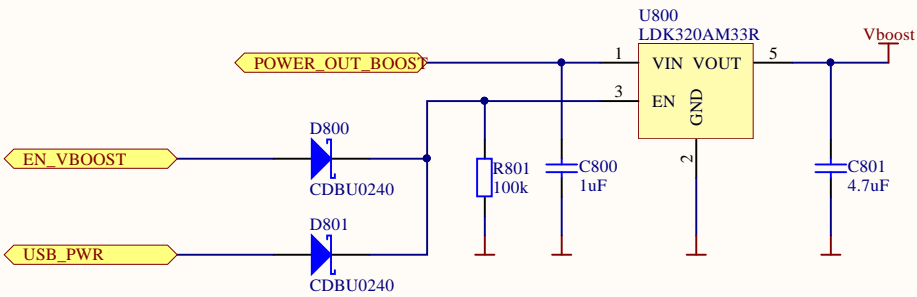 U800
LDK320AM33R
Vboost
POWER_OUT_BOOST
1
VIN
VOUT
5
3
EN
GND
2
D800
EN_VBOOST
CDBU0240
R801
100k
C800
1uF
C801
4.7uF
D801
USB_PWR
CDBU0240